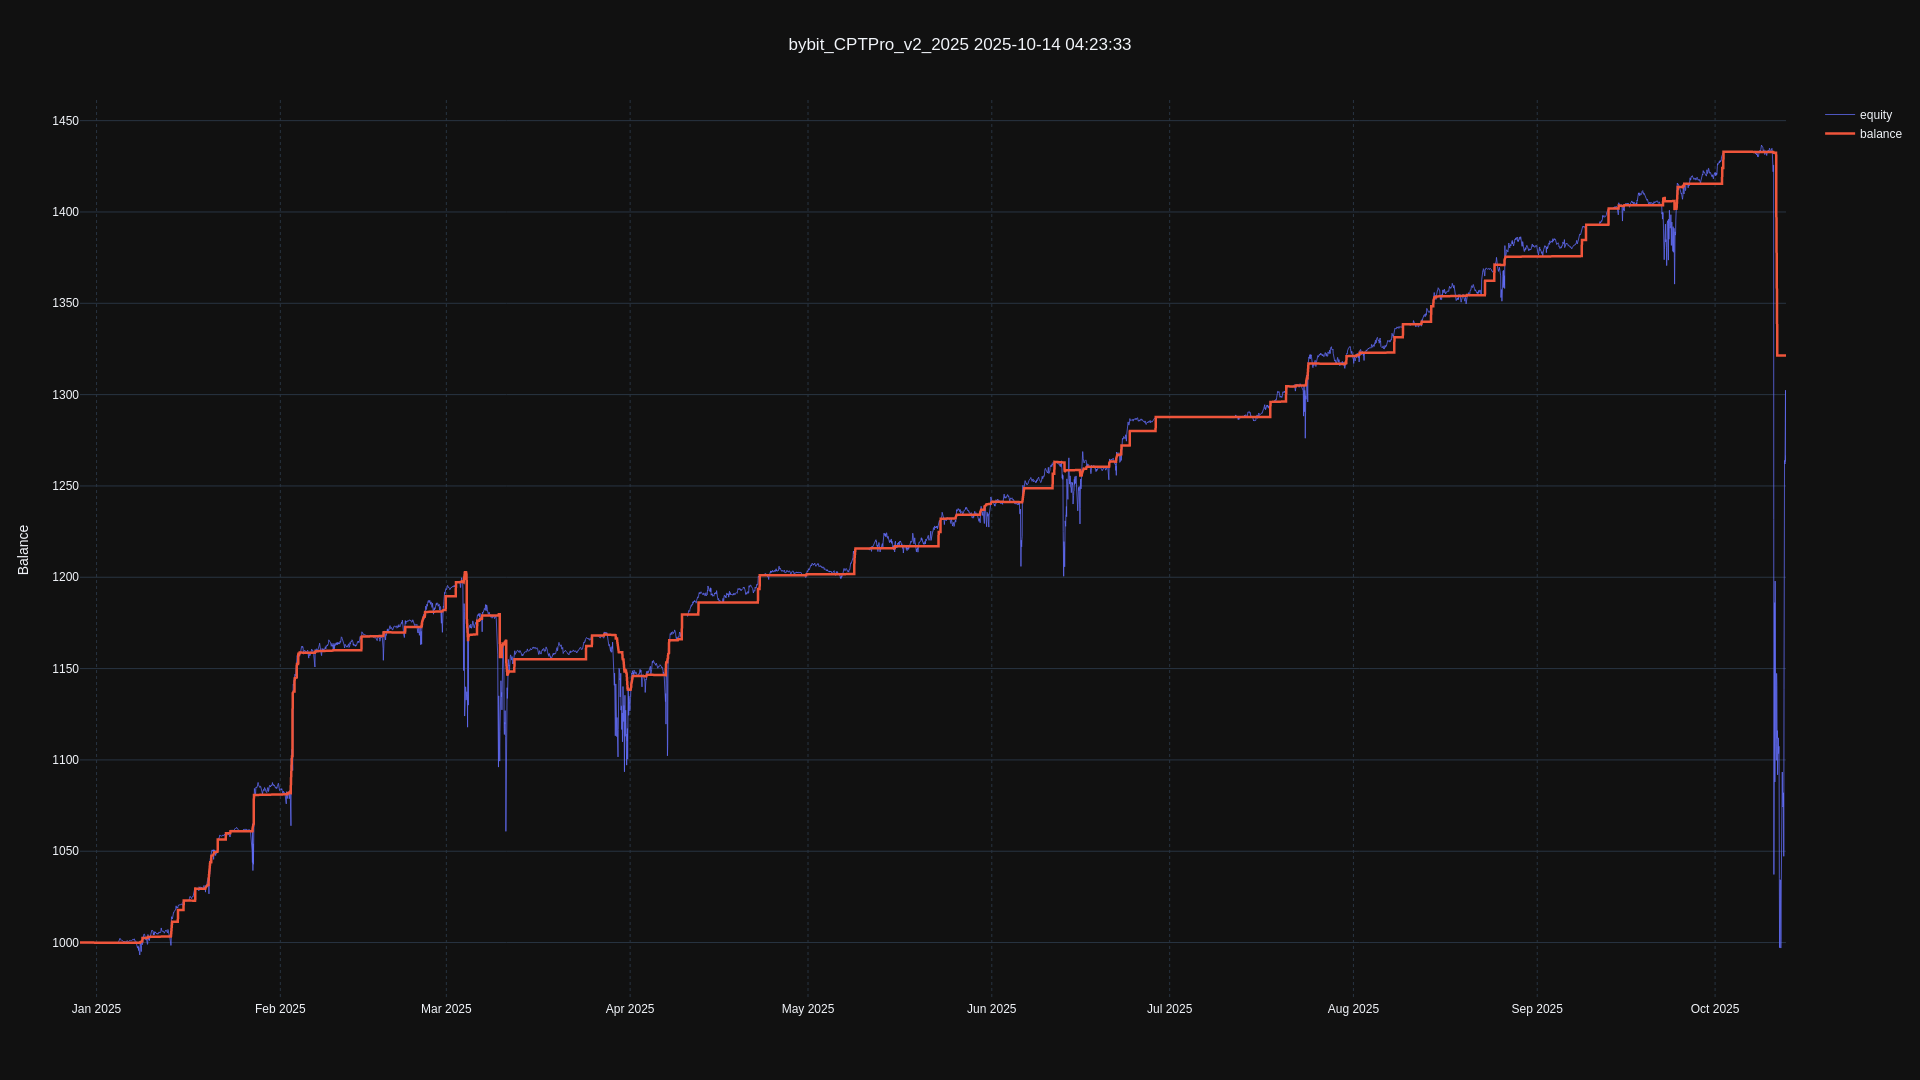 bybit_CPTPro_v2_2025 2025-10-14 04:23:33
equity
balance
Balance
1450
1400
1350
1300
1250
1200
1150
1100
1050
1000
Jan 2025
Feb 2025
Mar 2025
Apr 2025
May 2025
Jun 2025
Jul 2025
Aug 2025
Sep 2025
Oct 2025